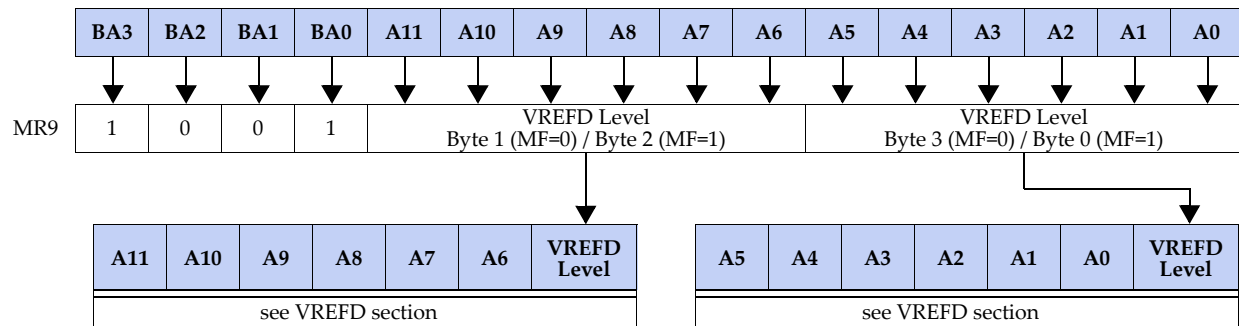 BA3 BA2 BA1 BA0 A11 A10 A9 A8 A7 A6 A5 A4 A3 A2 A1 A0
MR9 1 0 0 1 VREFD Level VREFD Level
Byte 1 (MF=0) / Byte 2 (MF=1) Byte 3 (MF=0) / Byte 0 (MF=1)
A11 A10 A9 A8 A7 A6 VREFD Level
see VREFD section
A5 A4 A3 A2 A1 A0 VREFD Level
see VREFD section